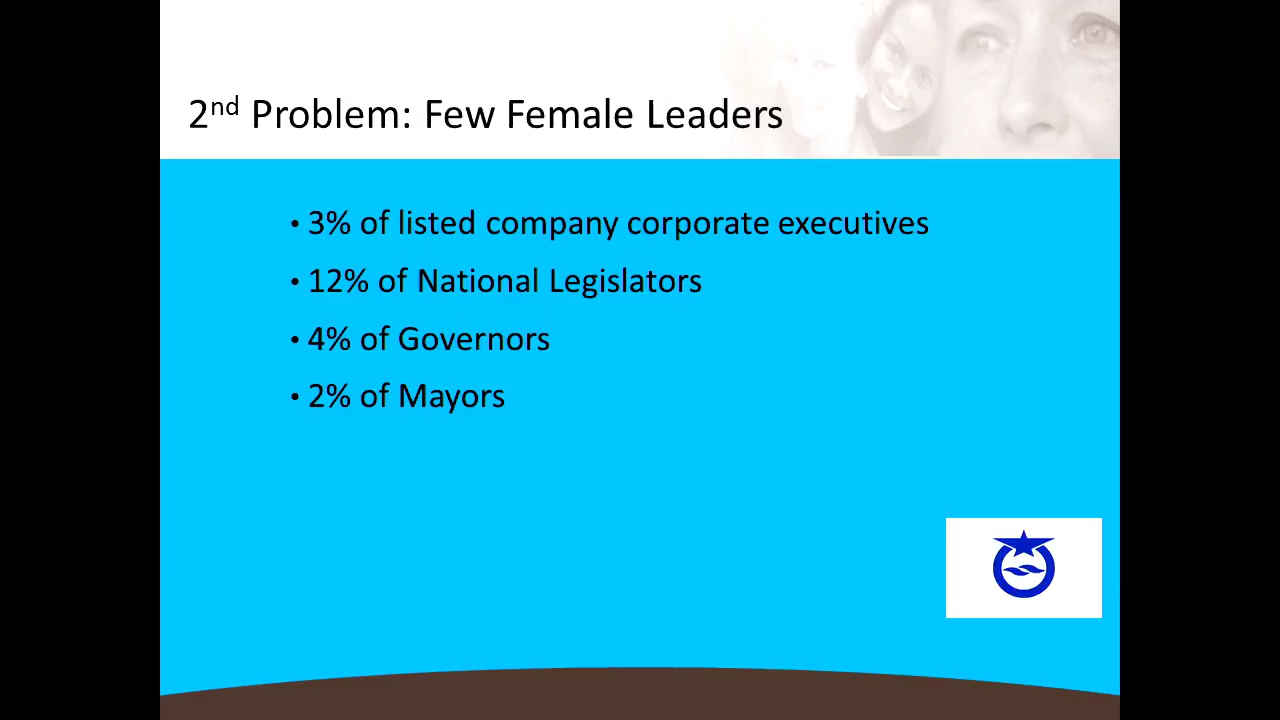 2nd Problem: Few Female Leaders
• 3% of listed company corporate executives
• 12% of National Legislators
• 4% of Governors
• 2% of Mayors